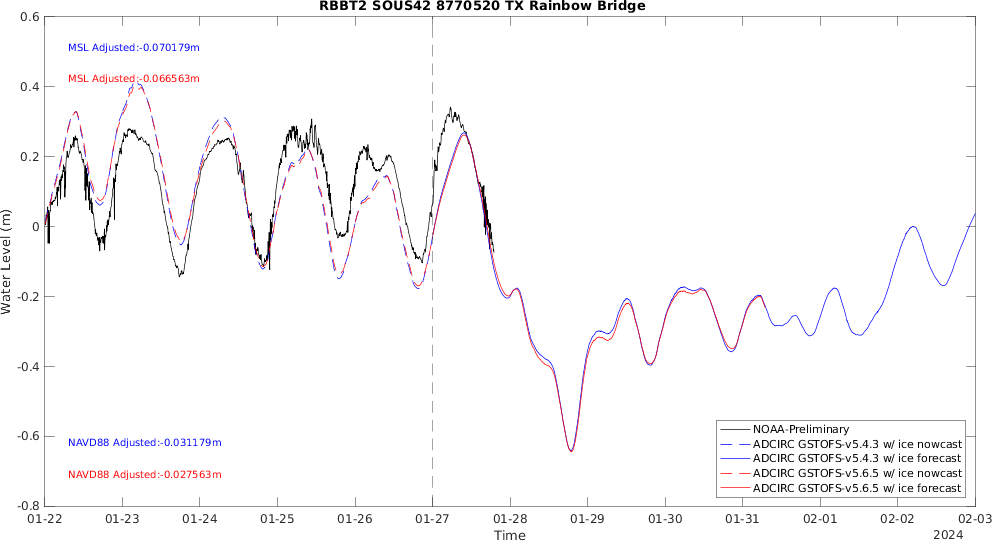 RBBT2 SOUS42 8770520 TX Rainbow Bridge
0.6
MSL Adjusted:-0.070179m
MSL Adjusted:-0.066563m
0.4
0.2
0
-0.2
-0.4
-0.6
-0.8
Water Level (m)
NAVD88 Adjusted:-0.031179m
NAVD88 Adjusted:-0.027563m
NOAA-Preliminary
ADCIRC GSTOFS-v5.4.3 w/ ice nowcast
ADCIRC GSTOFS-v5.4.3 w/ ice forecast
ADCIRC GSTOFS-v5.6.5 w/ ice nowcast
ADCIRC GSTOFS-v5.6.5 w/ ice forecast
01-22 01-23 01-24 01-25 01-26 01-27 01-28 01-29 01-30 01-31 02-01 02-02 02-03
Time
2024